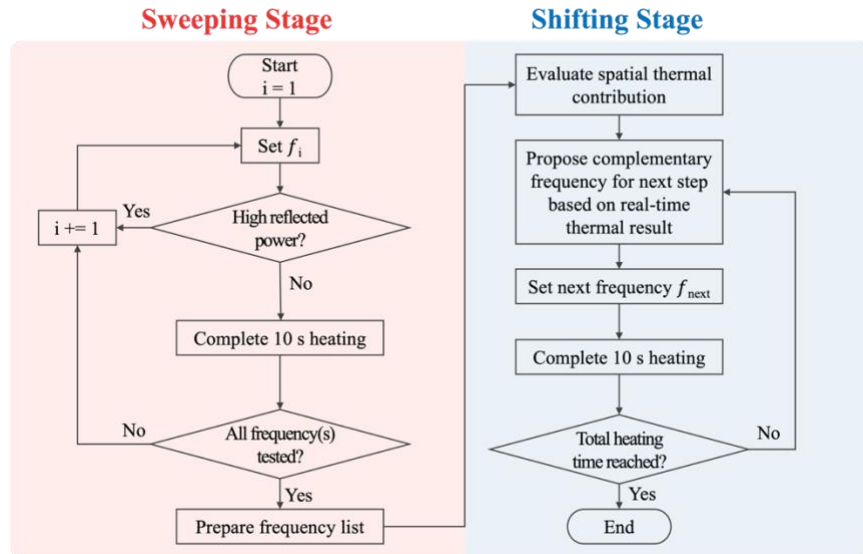 Sweeping Stage
Start
i = 1
Set fᵢ
High reflected
power?
Yes
i += 1
No
Complete 10 s heating
All frequency(s)
tested?
No
Yes
Prepare frequency list
Shifting Stage
Evaluate spatial thermal
contribution
Propose complementary
frequency for next step
based on real-time
thermal result
Set next frequency f_next
Complete 10 s heating
Total heating
time reached?
No
Yes
End